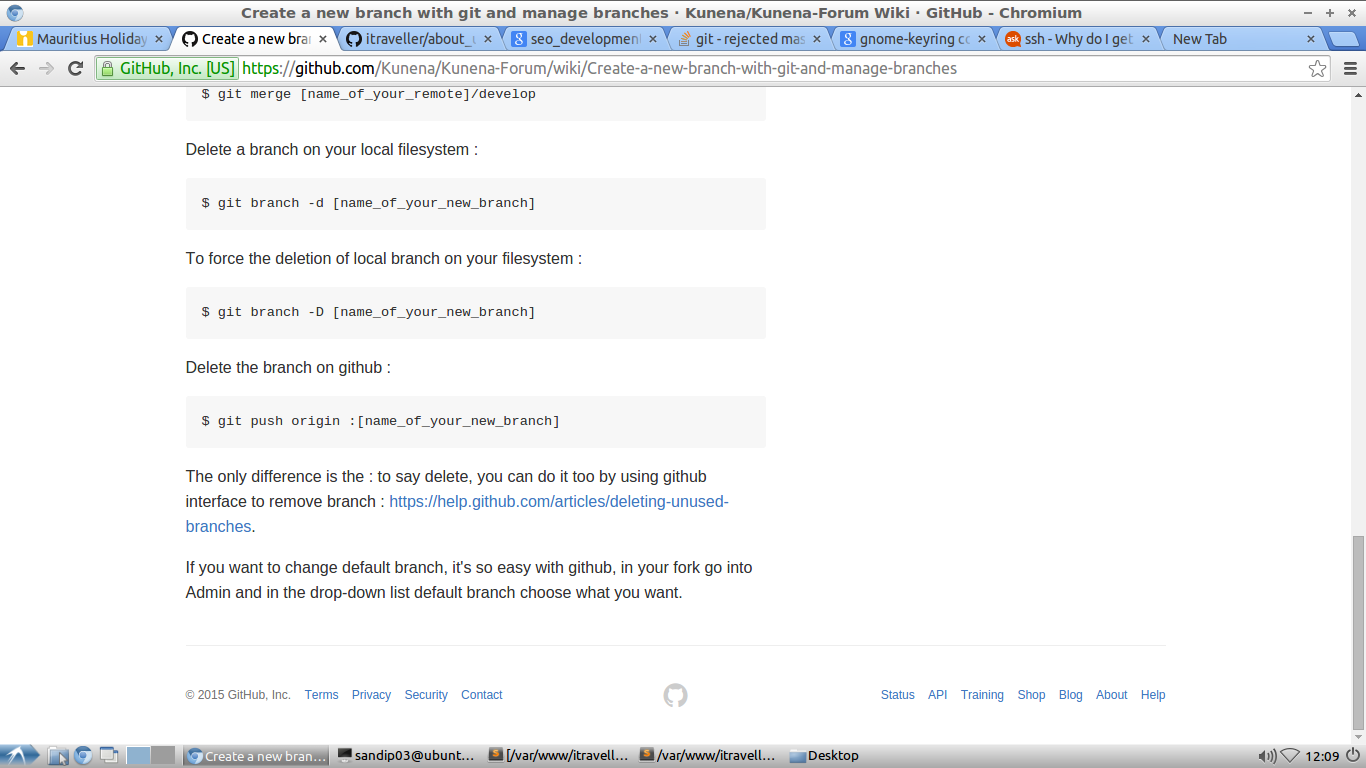 Create a new branch with git and manage branches · Kunena/Kunena-Forum Wiki · GitHub - Chromium
Mauritius Holiday
Create a new bra
itraveller/about_u
seo_development
git - rejected mas
gnome-keyring co
ask ssh - Why do I get
New Tab
GitHub, Inc. [US] https://github.com/Kunena/Kunena-Forum/wiki/Create-a-new-branch-with-git-and-manage-branches
$ git merge [name_of_your_remote]/develop
Delete a branch on your local filesystem :
$ git branch -d [name_of_your_new_branch]
To force the deletion of local branch on your filesystem :
$ git branch -D [name_of_your_new_branch]
Delete the branch on github :
$ git push origin :[name_of_your_new_branch]
The only difference is the : to say delete, you can do it too by using github
interface to remove branch : https://help.github.com/articles/deleting-unused-
branches.
If you want to change default branch, it's so easy with github, in your fork go into
Admin and in the drop-down list default branch choose what you want.
© 2015 GitHub, Inc. Terms Privacy Security Contact
Status API Training Shop Blog About Help
Create a new bran...
sandip03@ubunt...
[/var/www/itravell...
/var/www/itravell...
Desktop
12:09